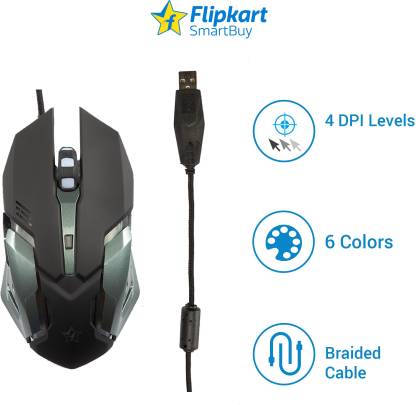 Flipkart
SmartBuy
4 DPI Levels
6 Colors
Braided
Cable